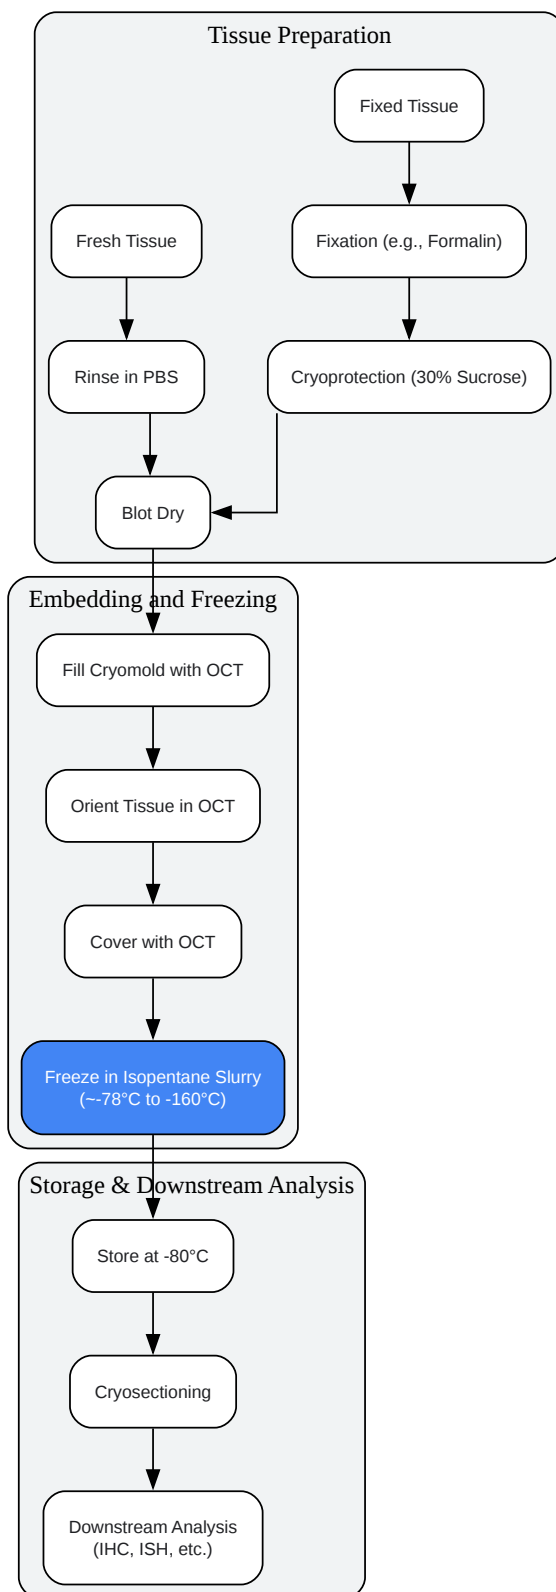 Tissue Preparation
Fixed Tissue
Fresh Tissue
Fixation (e.g., Formalin)
Rinse in PBS
Cryoprotection (30% Sucrose)
Blot Dry
Embedding and Freezing
Fill Cryomold with OCT
Orient Tissue in OCT
Cover with OCT
Freeze in Isopentane Slurry
(~-78°C to -160°C)
Storage & Downstream Analysis
Store at -80°C
Cryosectioning
Downstream Analysis
(IHC, ISH, etc.)